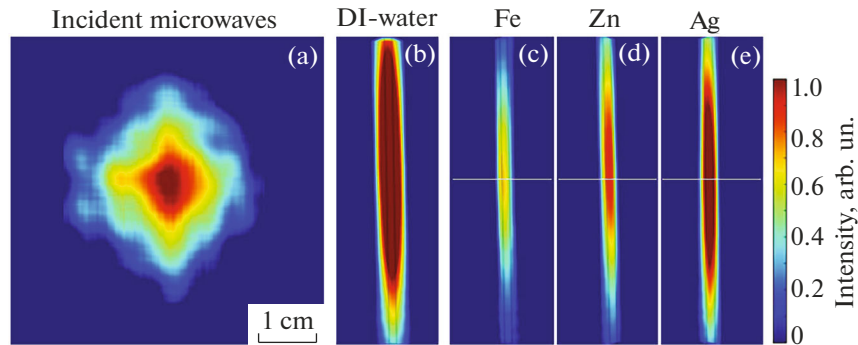 Incident microwaves DI-water Fe Zn Ag
(a) (b) (c) (d) (e)
1.0
0.8
0.6
0.4
0.2
0
Intensity, arb. un.
1 cm